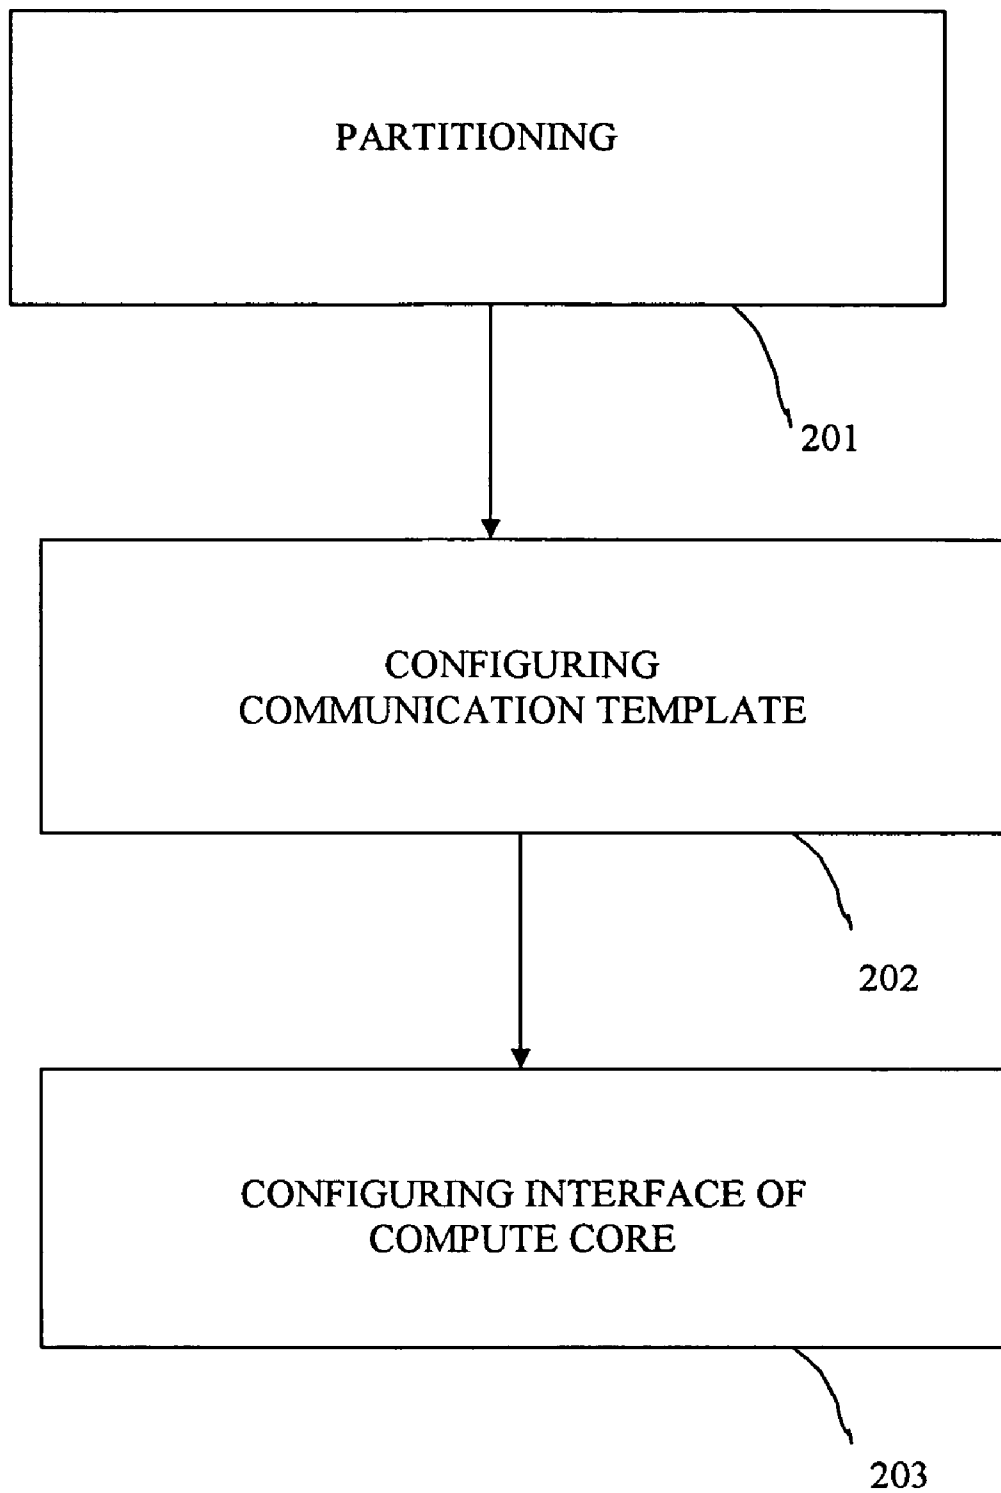 PARTITIONING
201
CONFIGURING
COMMUNICATION TEMPLATE
202
CONFIGURING INTERFACE OF
COMPUTE CORE
203